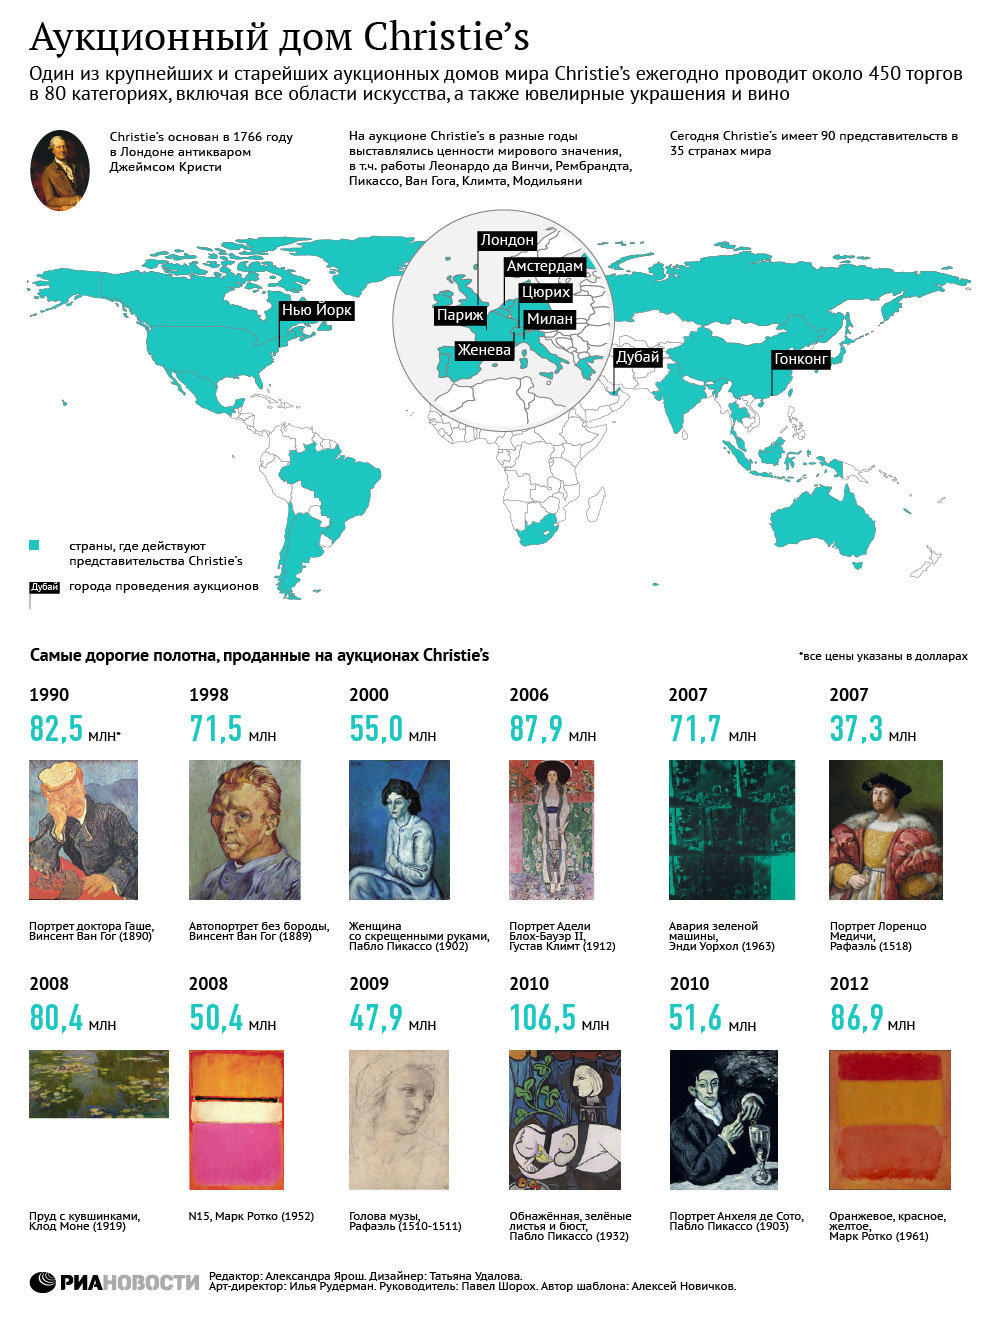 Аукционный дом Christie’s
Один из крупнейших и старейших аукционных домов мира Christie’s ежегодно проводит около 450 торгов
в 80 категориях, включая все области искусства, а также ювелирные украшения и вино
Christie’s основан в 1766 году
в Лондоне антикваром
Джеймсом Кристи
На аукционе Christie’s в разные годы
выставлялись ценности мирового значения,
в т.ч. работы Леонардо да Винчи, Рембрандта,
Пикассо, Ван Гога, Климта, Модильяни
Сегодня Christie’s имеет 90 представительств в
35 странах мира
Лондон
Амстердам
Цюрих
Нью Йорк
Париж
Милан
Женева
Дубай
Гонконг
страны, где действуют
представительства Christie’s
Дубай
города проведения аукционов
Самые дорогие полотна, проданные на аукционах Christie’s
*все цены указаны в долларах
1990
82,5 млн*
Портрет доктора Гаше,
Винсент Ван Гог (1890)
1998
71,5 млн
Автопортрет без бороды,
Винсент Ван Гог (1889)
2000
55,0 млн
Женщина
со скрещенными руками,
Пабло Пикассо (1902)
2006
87,9 млн
Портрет Адели
Блох-Бауэр II,
Густав Климт (1912)
2007
71,7 млн
Авария зеленой
машины,
Энди Уорхол (1963)
2007
37,3 млн
Портрет Лоренцо
Медичи,
Рафаэль (1518)
2008
80,4 млн
Пруд с кувшинками,
Клод Моне (1919)
2008
50,4 млн
N15, Марк Ротко (1952)
2009
47,9 млн
Голова музы,
Рафаэль (1510-1511)
2010
106,5 млн
Обнажённая, зелёные
листья и бюст,
Пабло Пикассо (1932)
2010
51,6 млн
Портрет Анхеля де Сото,
Пабло Пикассо (1903)
2012
86,9 млн
Оранжевое, красное,
желтое,
Марк Ротко (1961)
РИАНОВОСТИ
Редактор: Александра Ярош. Дизайнер: Татьяна Удалова.
Арт-директор: Илья Рудерман. Руководитель: Павел Шорох. Автор шаблона: Алексей Новичков.